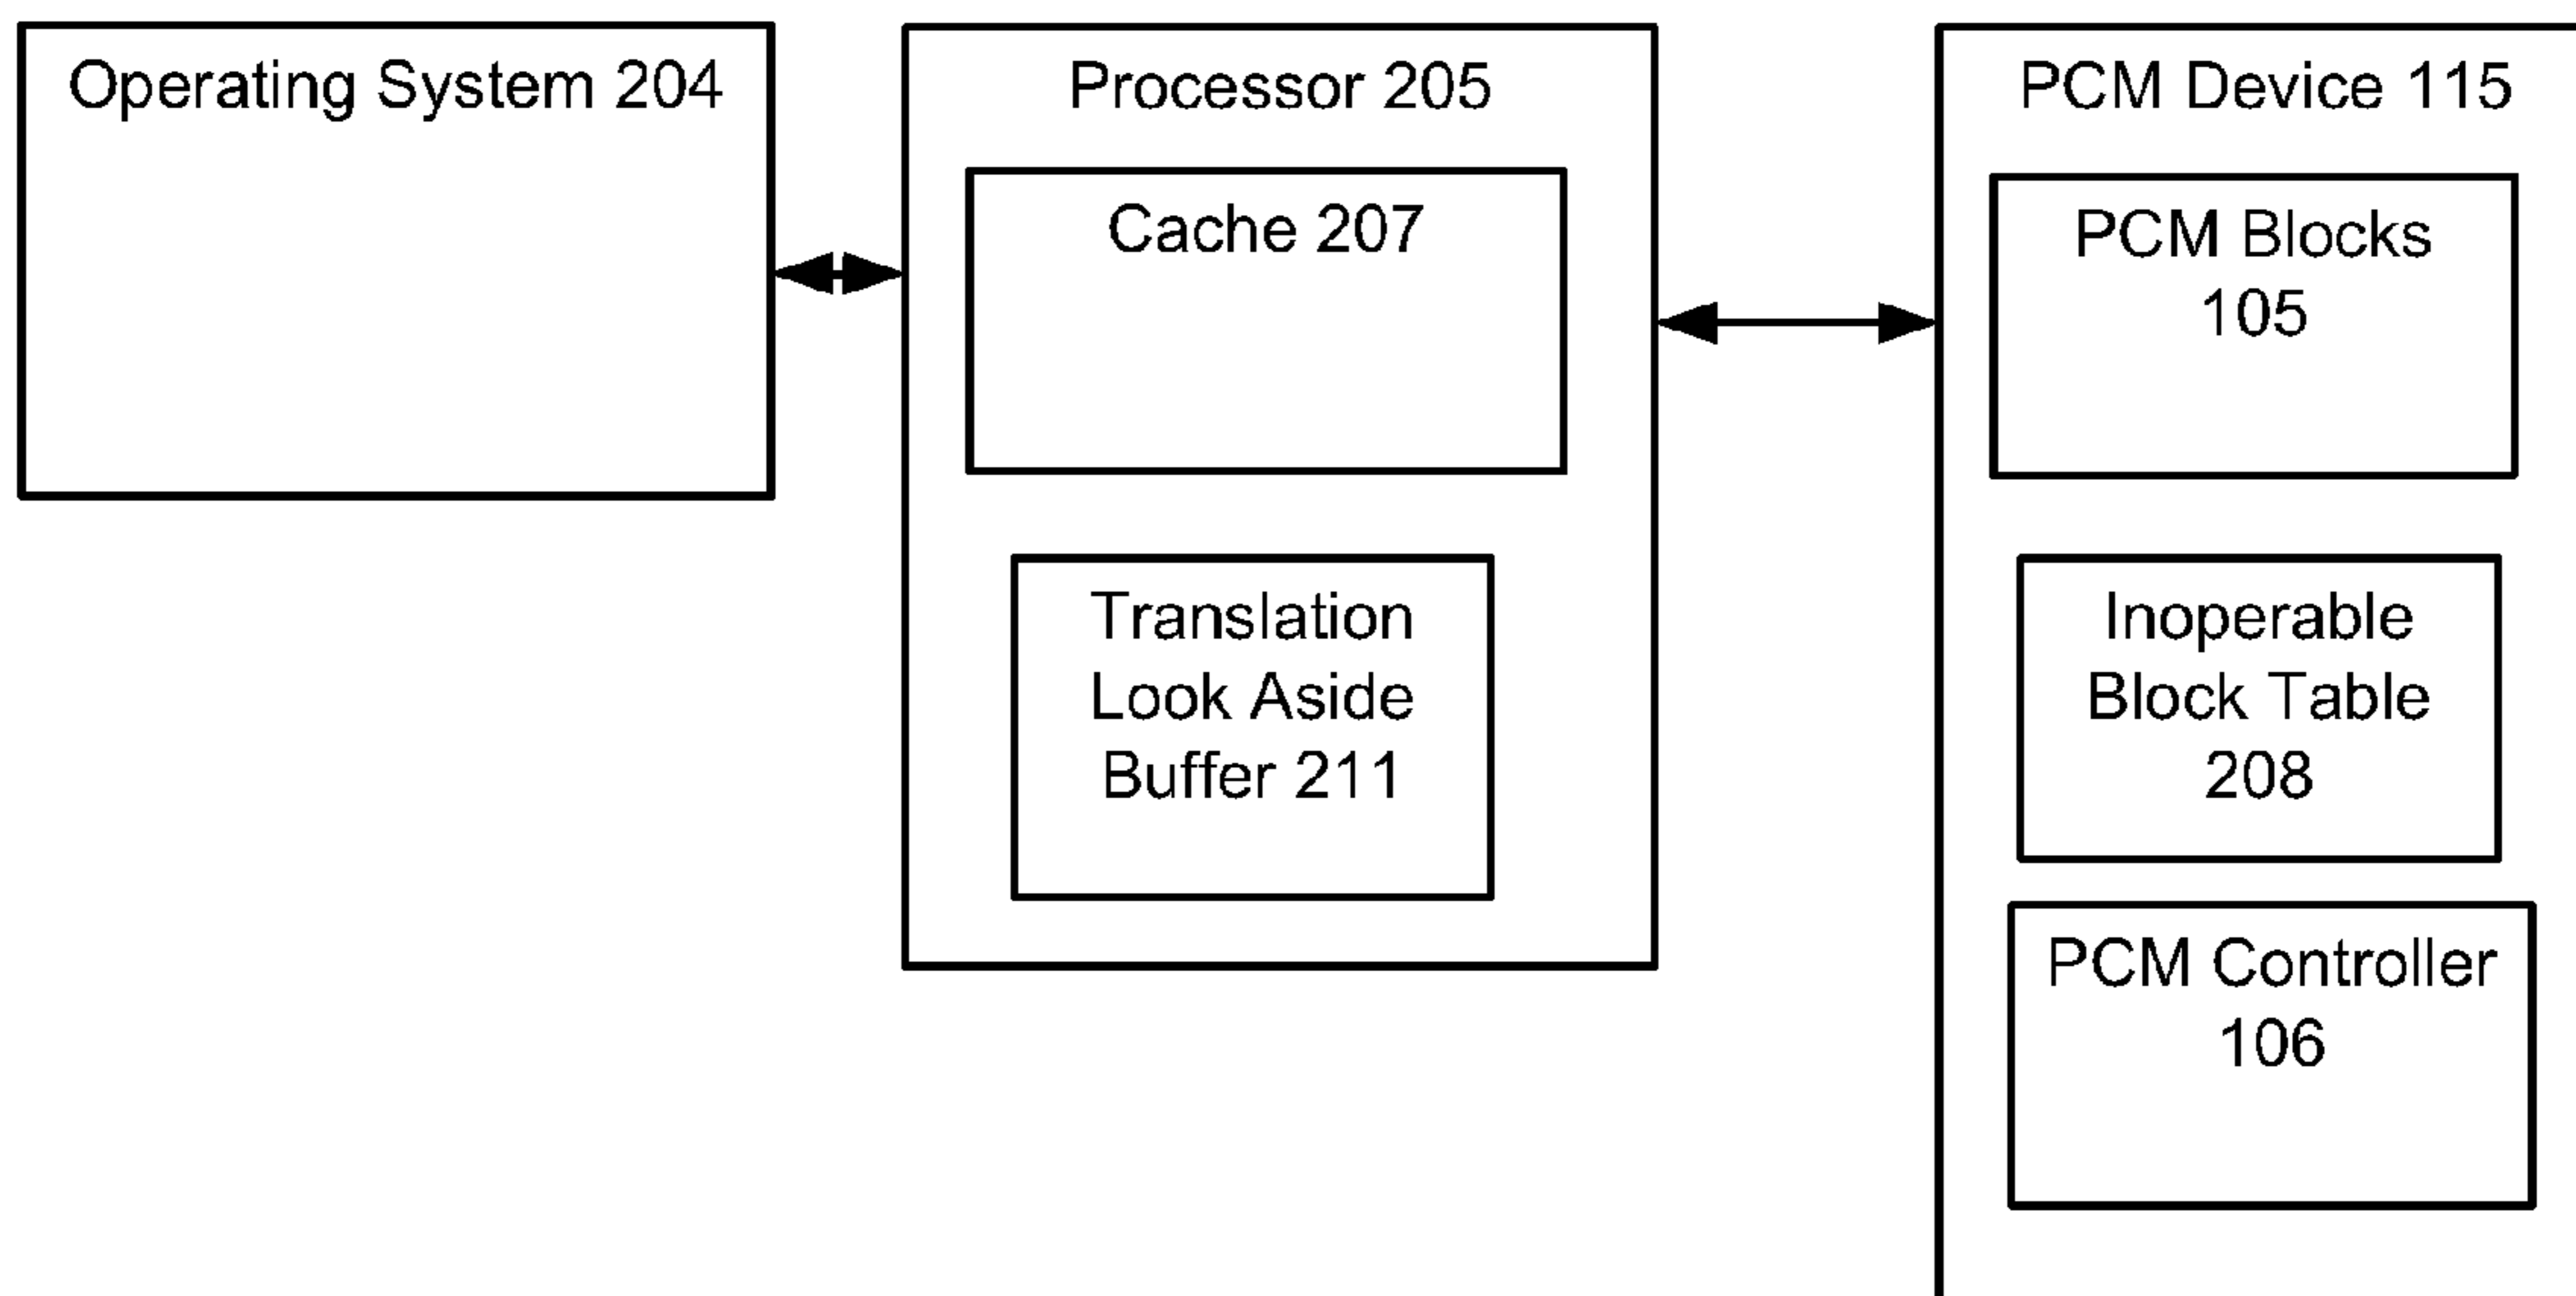 Operating System 204
Processor 205
Cache 207
Translation
Look Aside
Buffer 211
PCM Device 115
PCM Blocks
105
Inoperable
Block Table
208
PCM Controller
106